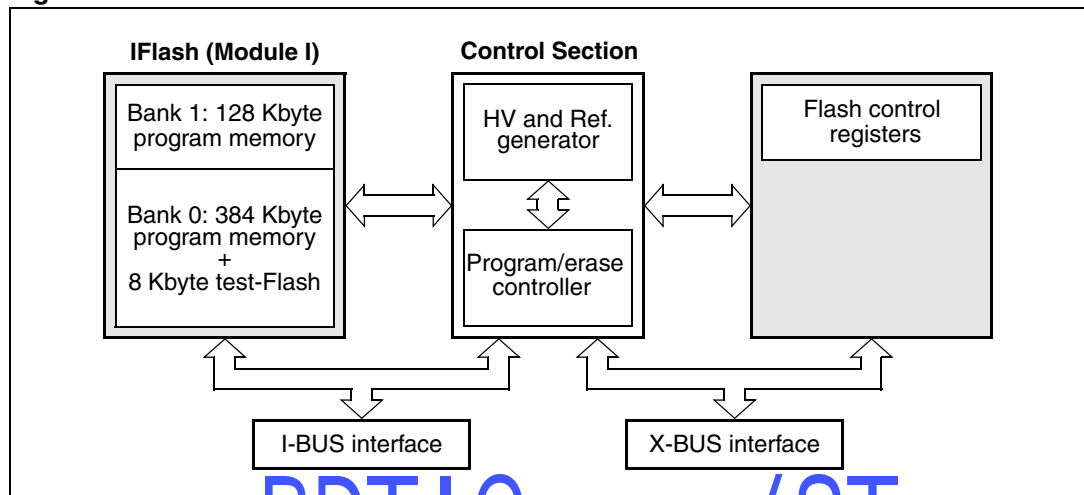 IFlash (Module I)
Control Section
Bank 1: 128 Kbyte
program memory
Bank 0: 384 Kbyte
program memory
+
8 Kbyte test-Flash
HV and Ref.
generator
Program/erase
controller
Flash control
registers
I-BUS interface
X-BUS interface